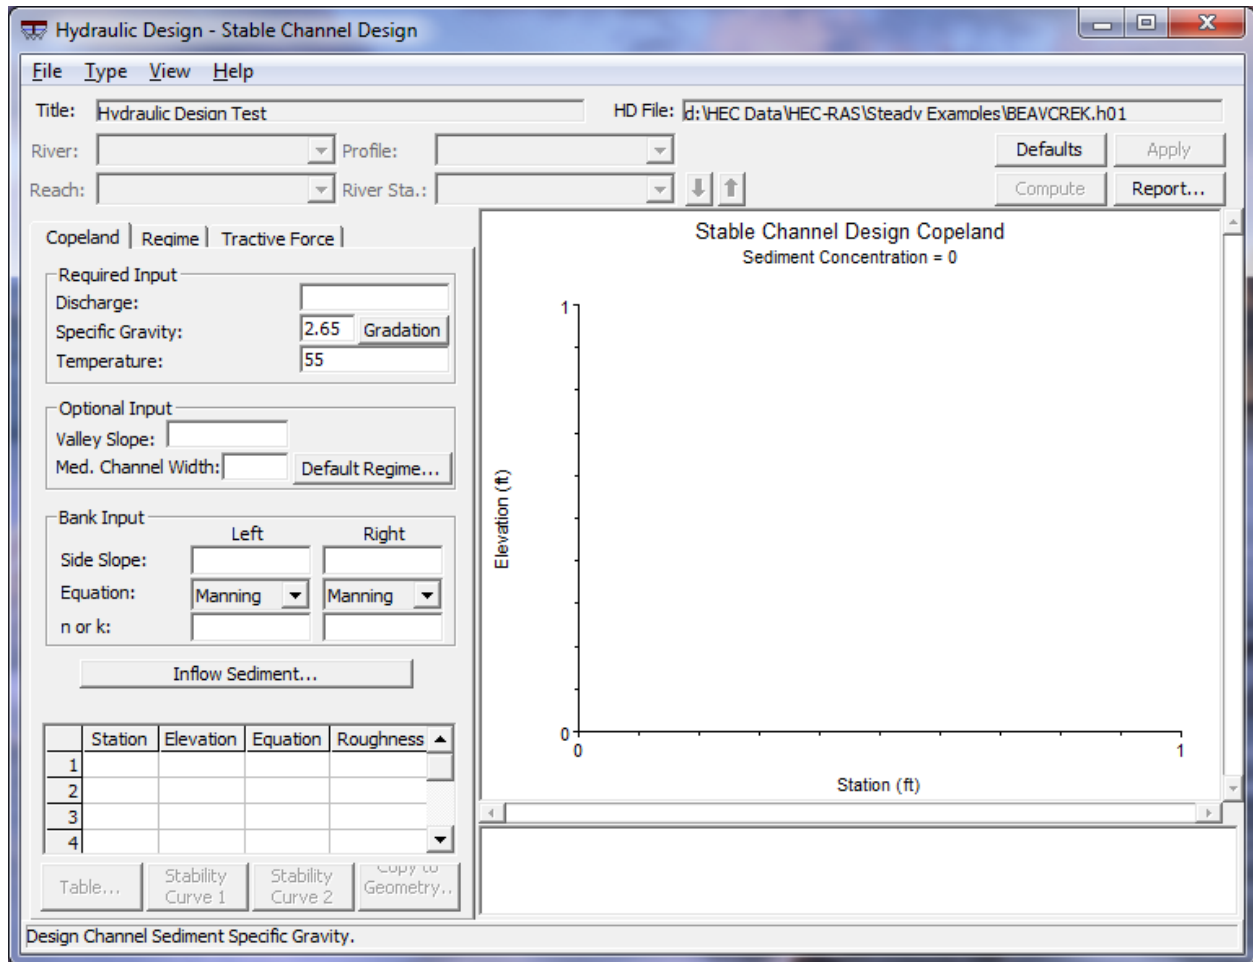 Hydraulic Design - Stable Channel Design
File Type View Help
Title: Hydraulic Design Test HD File: d:\HEC Data\HEC-RAS\Steady Examples\BEAVCREK.h01
River: Profile: Defaults Apply
Reach: River Sta.: Compute Report...
Copeland Regime Tractive Force
Required Input
Discharge:
Specific Gravity: 2.65 Gradation
Temperature: 55
Optional Input
Valley Slope:
Med. Channel Width: Default Regime...
Bank Input
Left Right
Side Slope:
Equation: Manning Manning
n or k:
Inflow Sediment...
Station Elevation Equation Roughness
1
2
3
4
Table... Stability Curve 1 Stability Curve 2 Copy to Geometry..
Stable Channel Design Copeland
Sediment Concentration = 0
1
Elevation (ft)
0
0 1
Station (ft)
Design Channel Sediment Specific Gravity.